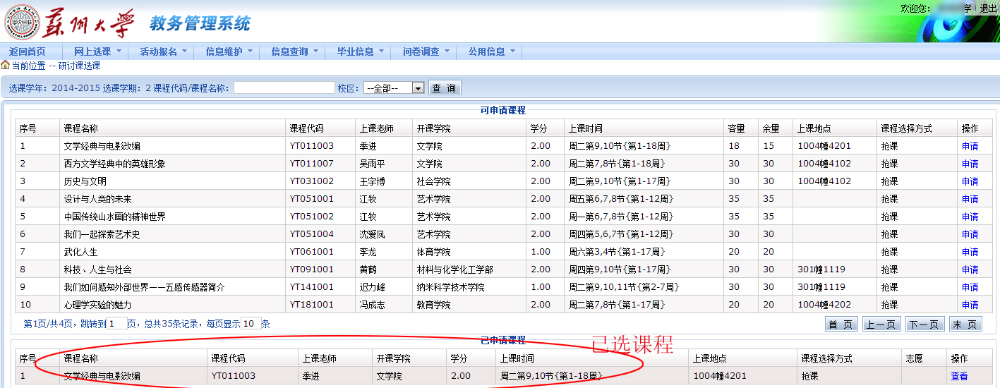 蘇州大學 教务管理系统 欢迎您： 学 退出
返回首页 网上选课 活动报名 信息维护 信息查询 毕业信息 问卷调查 公用信息
当前位置 -- 研讨课选课
选课学年：2014-2015 选课学期：2 课程代码/课程名称： 校区： --全部-- 查 询
可申请课程
序号 课程名称 课程代码 上课老师 开课学院 学分 上课时间 容量 余量 上课地点 课程选择方式 操作
1 文学经典与电影改编 YT011003 季进 文学院 2.00 周二第9,10节{第1-18周} 18 15 1004幢4201 抢课 申请
2 西方文学经典中的英雄形象 YT011007 吴雨平 文学院 2.00 周二第7,8节{第1-18周} 30 30 1004幢4102 抢课 申请
3 历史与文明 YT031002 王宇博 社会学院 2.00 周二第9,10节{第1-17周} 30 30 1004幢4102 抢课 申请
4 设计与人类的未来 YT051001 江牧 艺术学院 2.00 周五第6,7,8节{第1-12周} 35 35 抢课 申请
5 中国传统山水画的精神世界 YT051002 江牧 艺术学院 2.00 周一第6,7,8节{第1-12周} 35 35 抢课 申请
6 我们一起探索艺术史 YT051004 沈爱凤 艺术学院 2.00 周四第5,6,7节{第1-12周} 30 30 抢课 申请
7 武化人生 YT061001 李龙 体育学院 1.00 周六第3,4节{第1-17周} 20 20 抢课 申请
8 科技、人生与社会 YT091001 黄鹤 材料与化学化工学部 2.00 周四第9,10节{第1-17周} 30 30 301幢1119 抢课 申请
9 我们如何感知外部世界——五感传感器简介 YT141001 迟力峰 纳米科学技术学院 1.00 周二第9,10,11节{第2-7周} 30 30 301幢1119 抢课 申请
10 心理学实验的魅力 YT181001 冯成志 教育学院 2.00 周二第7,8节{第1-17周} 20 20 1004幢4202 抢课 申请
第1页/共4页，跳转到 1 页，总共35条记录，每页显示 10 条 首 页 上一页 下一页 末 页
已申请课程 已选课程
序号 课程名称 课程代码 上课老师 开课学院 学分 上课时间 上课地点 课程选择方式 志愿 操作
1 文学经典与电影改编 YT011003 季进 文学院 2.00 周二第9,10节{第1-18周} 1004幢4201 抢课 查看